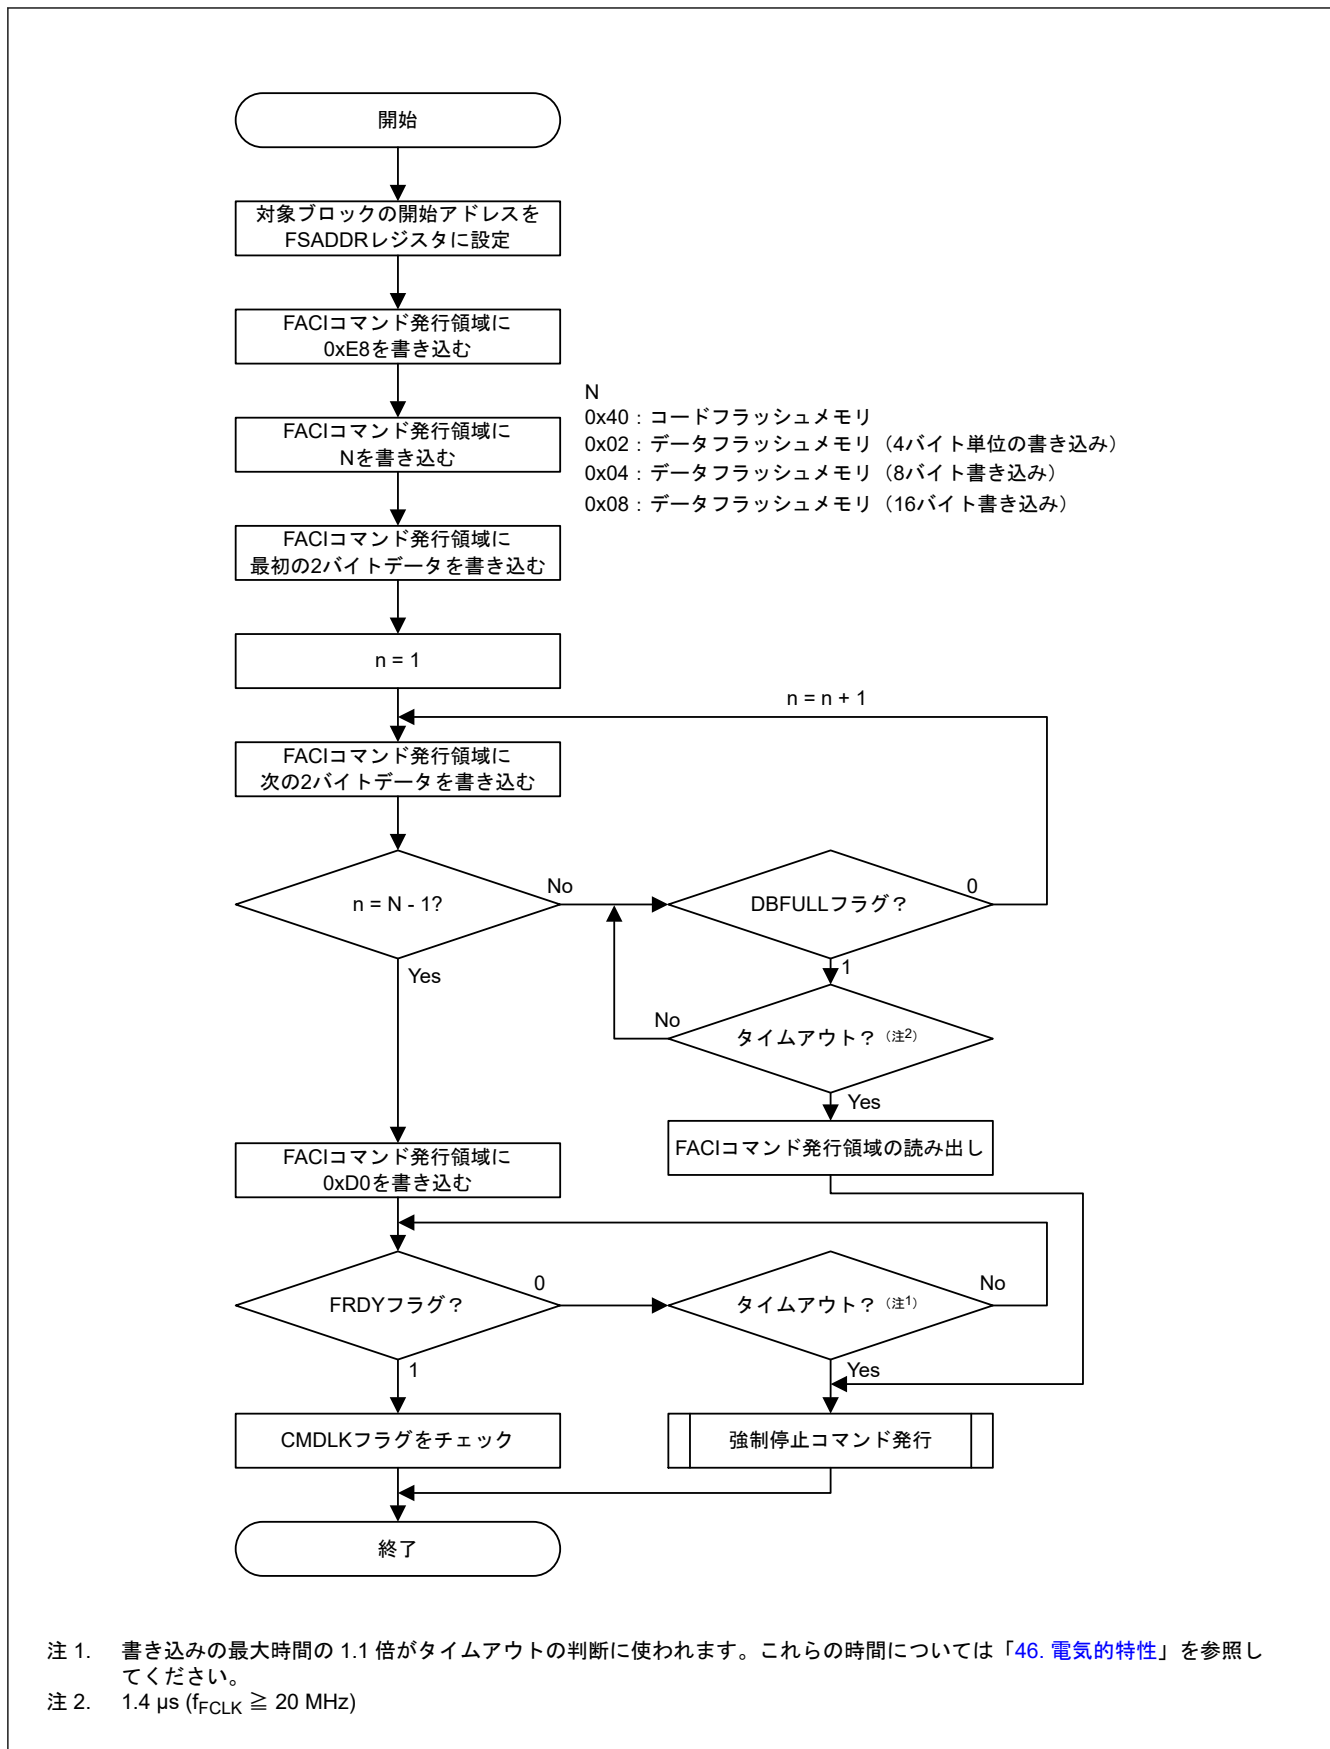 開始
対象ブロックの開始アドレスを
FSADDRレジスタに設定
FACIコマンド発行領域に
0xE8を書き込む
FACIコマンド発行領域に
Nを書き込む
N
0x40：コードフラッシュメモリ
0x02：データフラッシュメモリ（4バイト単位の書き込み）
0x04：データフラッシュメモリ（8バイト書き込み）
0x08：データフラッシュメモリ（16バイト書き込み）
FACIコマンド発行領域に
最初の2バイトデータを書き込む
n = 1
n = n + 1
FACIコマンド発行領域に
次の2バイトデータを書き込む
n = N - 1?
No
DBFULLフラグ？
0
Yes
1
No
タイムアウト？（注2）
Yes
FACIコマンド発行領域の読み出し
FACIコマンド発行領域に
0xD0を書き込む
FRDYフラグ？
0
タイムアウト？（注1）
No
1
Yes
CMDLKフラグをチェック
強制停止コマンド発行
終了
注 1. 書き込みの最大時間の 1.1 倍がタイムアウトの判断に使われます。これらの時間については「46. 電気的特性」を参照し
てください。
注 2. 1.4 µs (fFCLK ≧ 20 MHz)